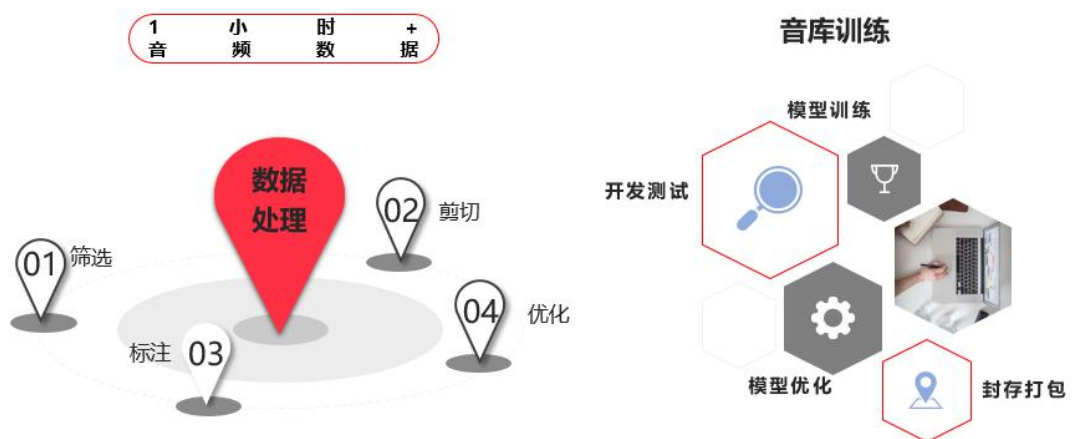 1小时+
音频数据
数据
处理
01
筛选
02
剪切
03
标注
04
优化
音库训练
模型训练
开发测试
模型优化
封存打包